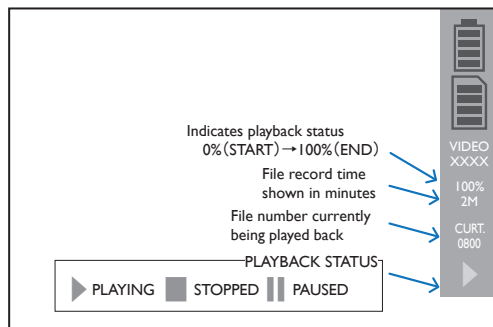 VIDEO
XXXX
Indicates playback status
0%(START)→100%(END)
100%
2M
File record time
shown in minutes
File number currently
being played back
CURT.
0800
PLAYBACK STATUS
PLAYING STOPPED PAUSED